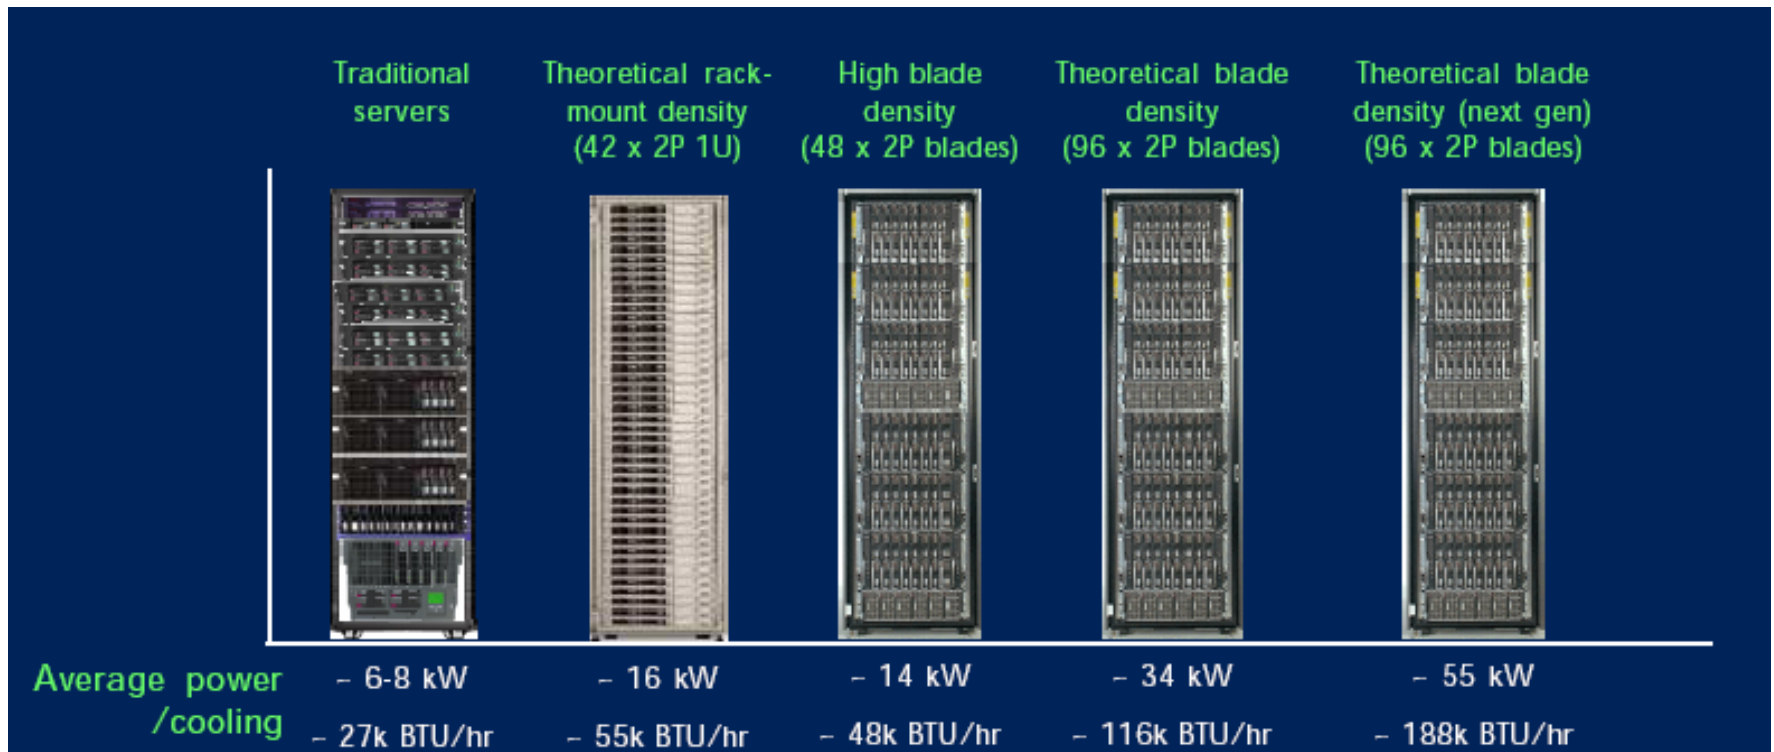 Traditional
servers
Theoretical rack-
mount density
(42 x 2P 1U)
High blade
density
(48 x 2P blades)
Theoretical blade
density
(96 x 2P blades)
Theoretical blade
density (next gen)
(96 x 2P blades)
Average power
/cooling
~ 6-8 kW
~ 16 kW
~ 14 kW
~ 34 kW
~ 55 kW
~ 27k BTU/hr
~ 55k BTU/hr
~ 48k BTU/hr
~ 116k BTU/hr
~ 188k BTU/hr